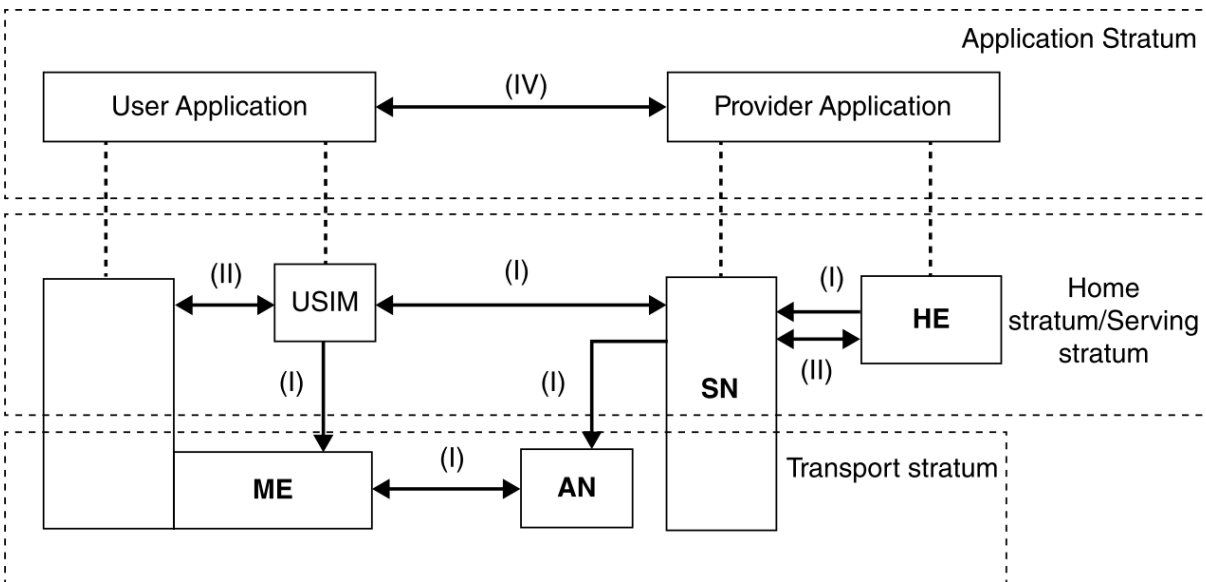 Application Stratum
User Application
(IV)
Provider Application
(II)
USIM
(I)
(I)
HE
Home
stratum/Serving
stratum
(I)
(I)
SN
(II)
ME
(I)
AN
Transport stratum